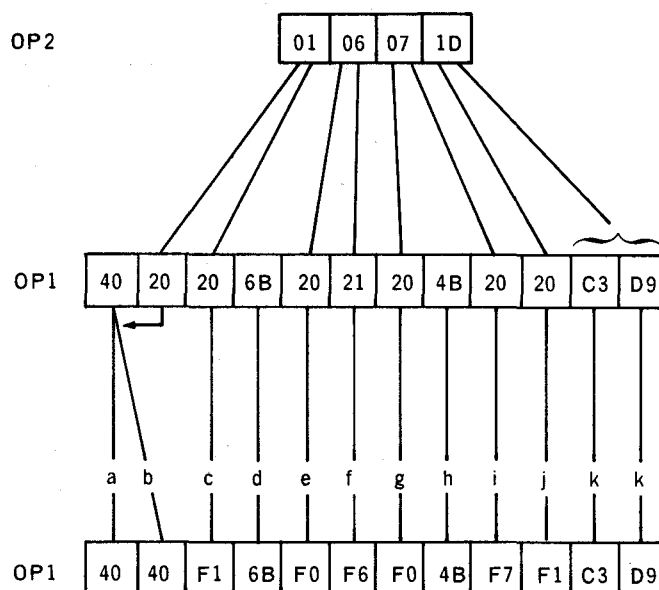 OP2 01 06 07 1D
OP1 40 20 20 6B 20 21 20 4B 20 20 C3 D9
a b c d e f g h i j k k
OP1 40 40 F1 6B F0 F6 F0 4B F7 F1 C3 D9